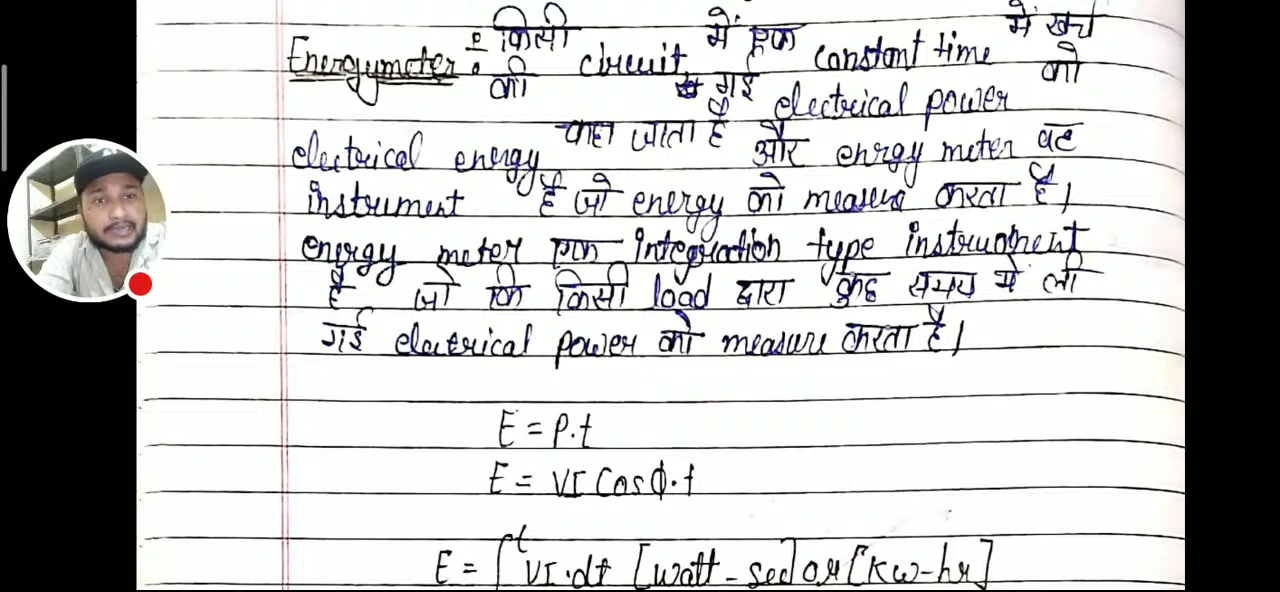 Energymeter : किसी circuit में एक constant time में खर्च
की गई electrical power को
electrical energy कहा जाता है और enrgy meter वह
instrument है जो energy को measure करता है।
energy meter एक integration type instrument
है जो कि किसी load द्वारा कुछ समय मे ली
गई electrical power को measure करता है।
E = P.t
E = VI Cosϕ.t
E = ∫ᵗ VI.dt [watt-sec] or [Kw-hr]